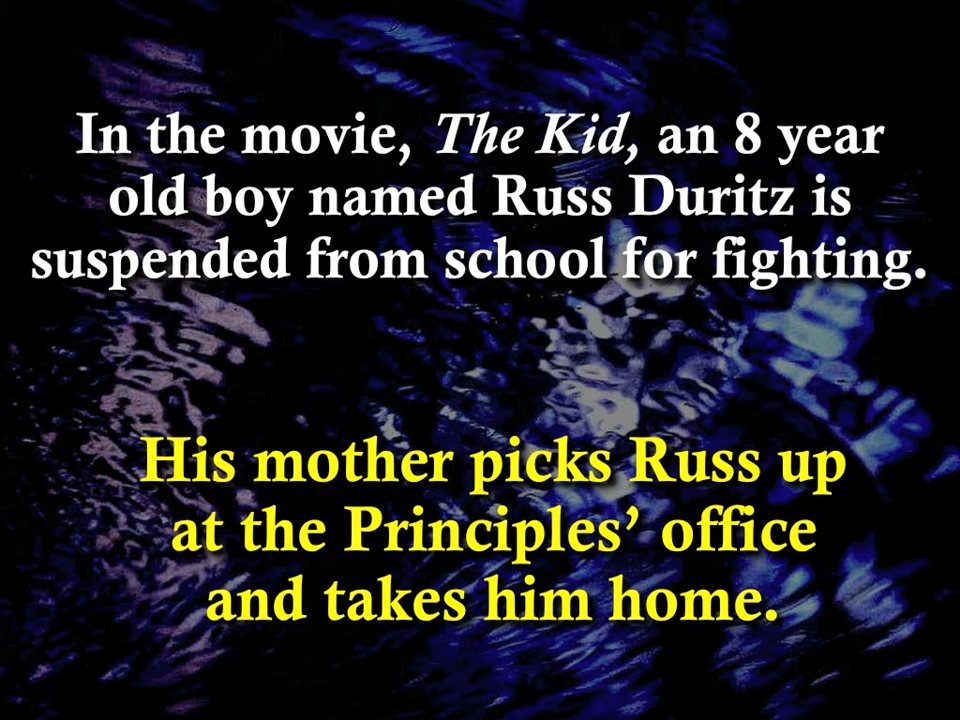 In the movie, The Kid, an 8 year
old boy named Russ Duritz is
suspended from school for fighting.
His mother picks Russ up
at the Principles’ office
and takes him home.